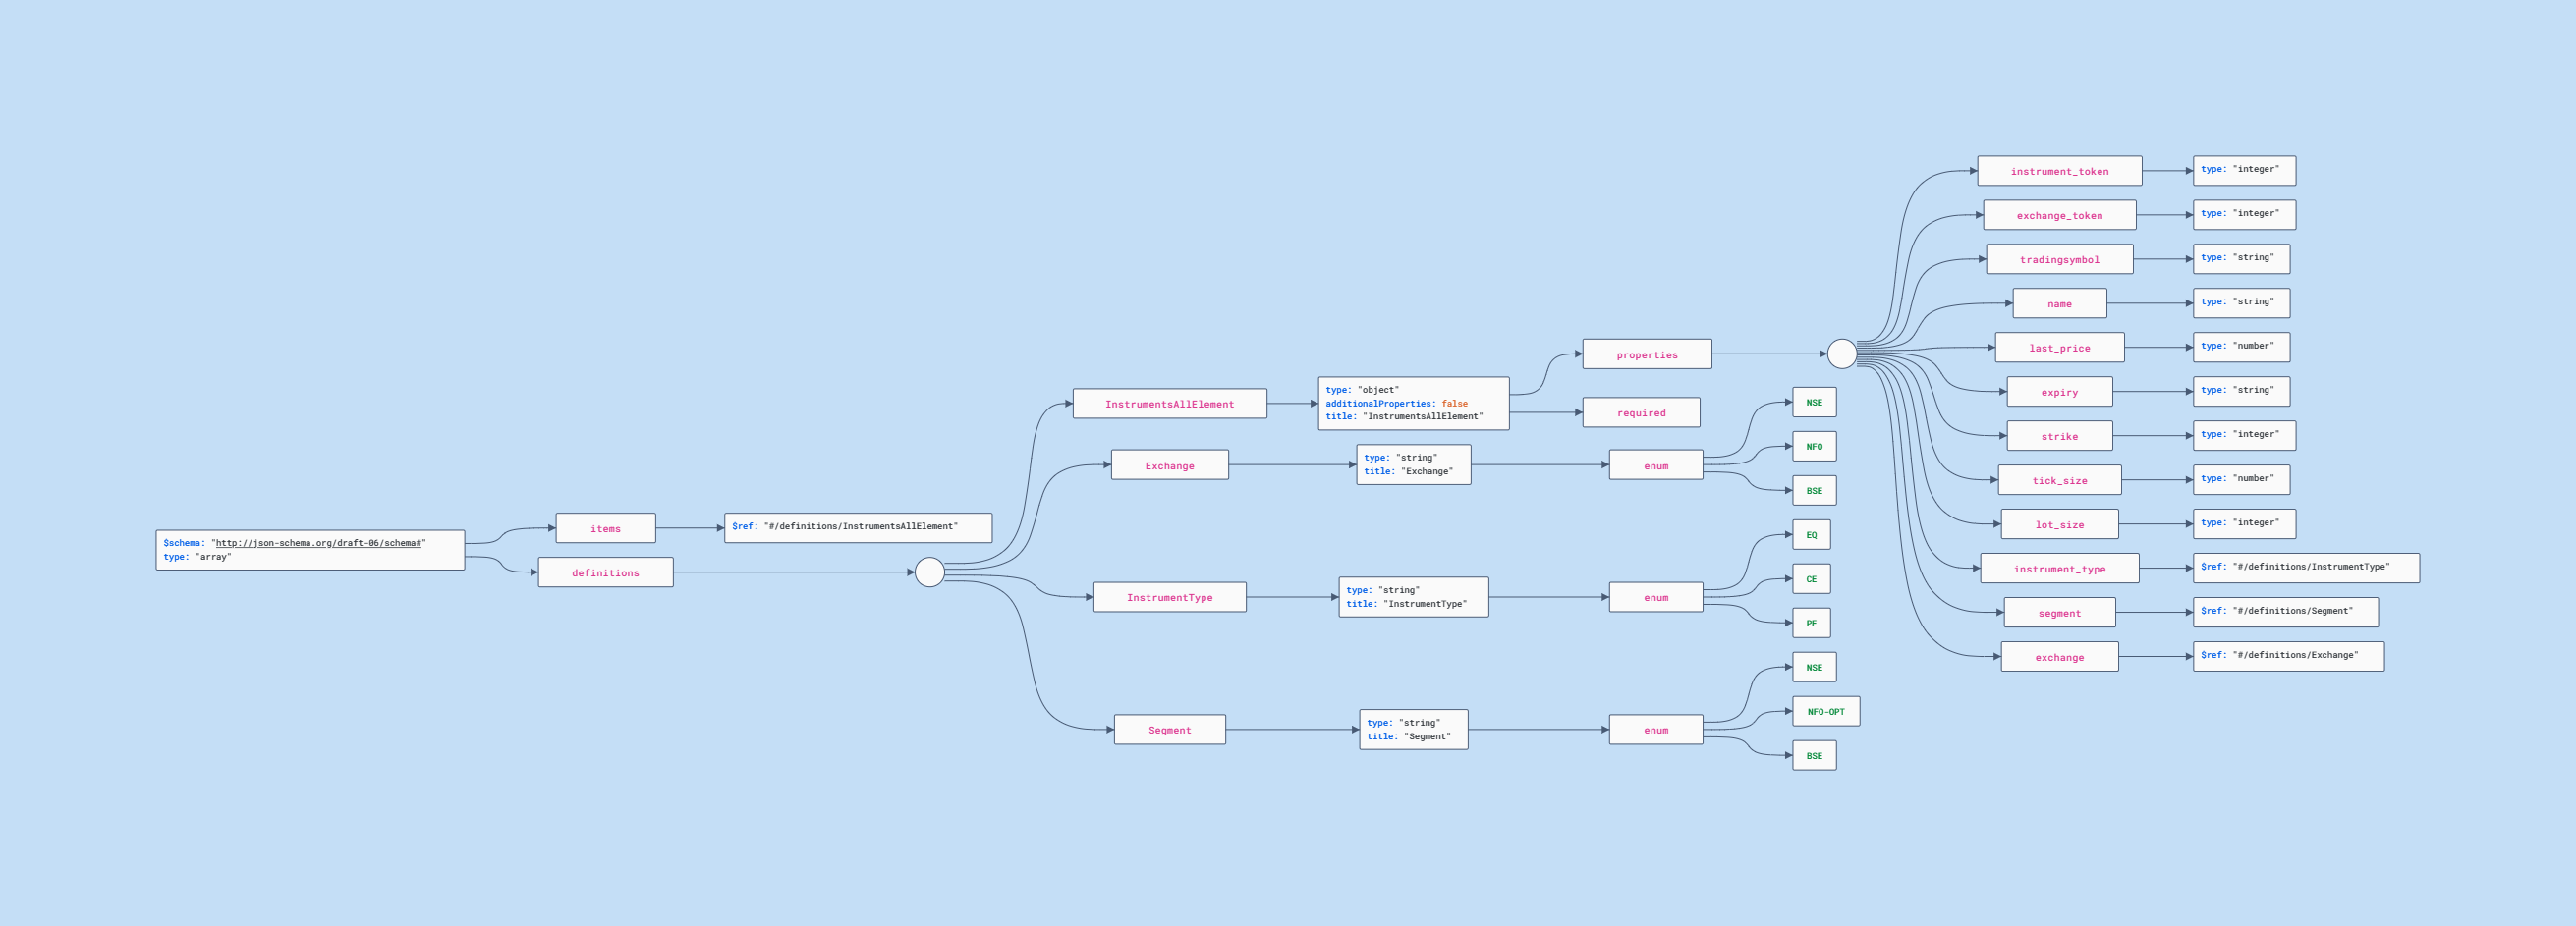 $schema: "http://json-schema.org/draft-06/schema#"
type: "array"
items
$ref: "#/definitions/InstrumentsAllElement"
definitions
InstrumentsAllElement
type: "object"
additionalProperties: false
title: "InstrumentsAllElement"
properties
instrument_token
type: "integer"
exchange_token
type: "integer"
tradingsymbol
type: "string"
name
type: "string"
last_price
type: "number"
expiry
type: "string"
strike
type: "integer"
tick_size
type: "number"
lot_size
type: "integer"
instrument_type
$ref: "#/definitions/InstrumentType"
segment
$ref: "#/definitions/Segment"
exchange
$ref: "#/definitions/Exchange"
required
Exchange
type: "string"
title: "Exchange"
enum
NSE
NFO
BSE
InstrumentType
type: "string"
title: "InstrumentType"
enum
EQ
CE
PE
Segment
type: "string"
title: "Segment"
enum
NSE
NFO-OPT
BSE